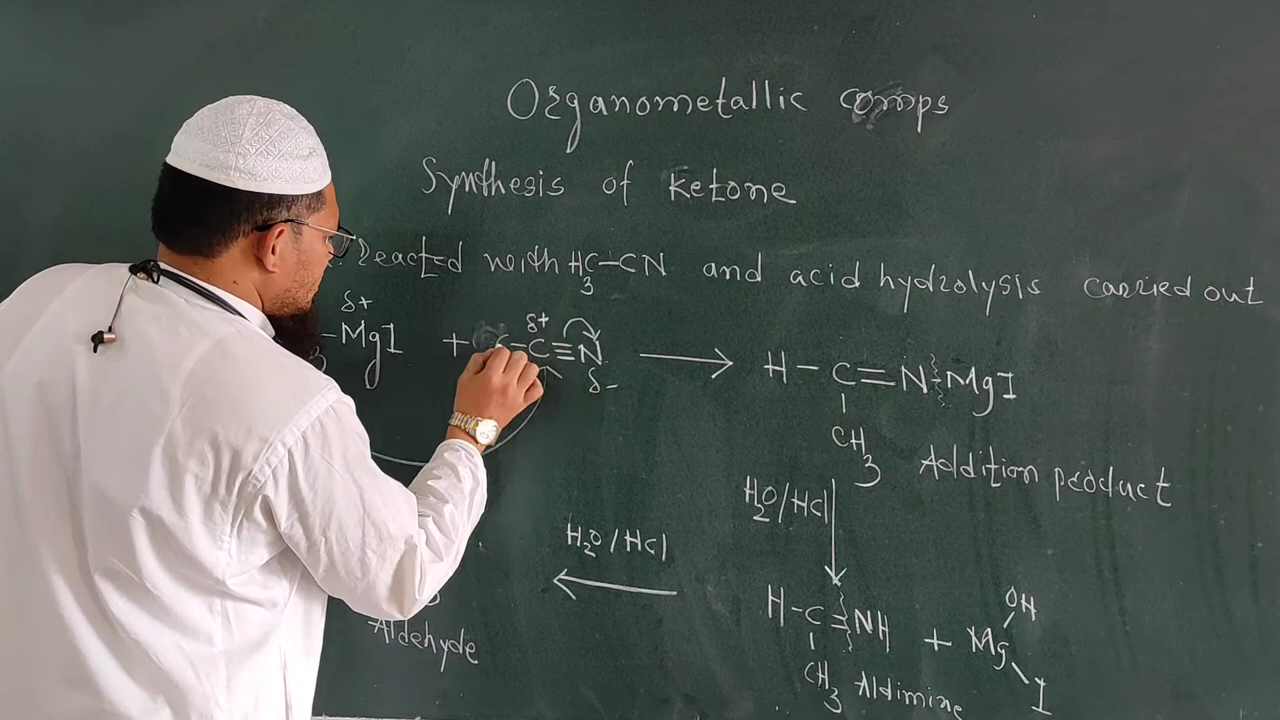 Organometallic comps
Synthesis of ketone
Reacted with H3C-CN and acid hydrolysis carried out
δ+ δ+
-MgI + C-C≡N ⟶ H-C=N-MgI
δ-
CH3 Addition product
H2O/HCl
H2O/HCl
⟵
OH
H-C=NH + Mg
I
CH3 Aldimine
Aldehyde